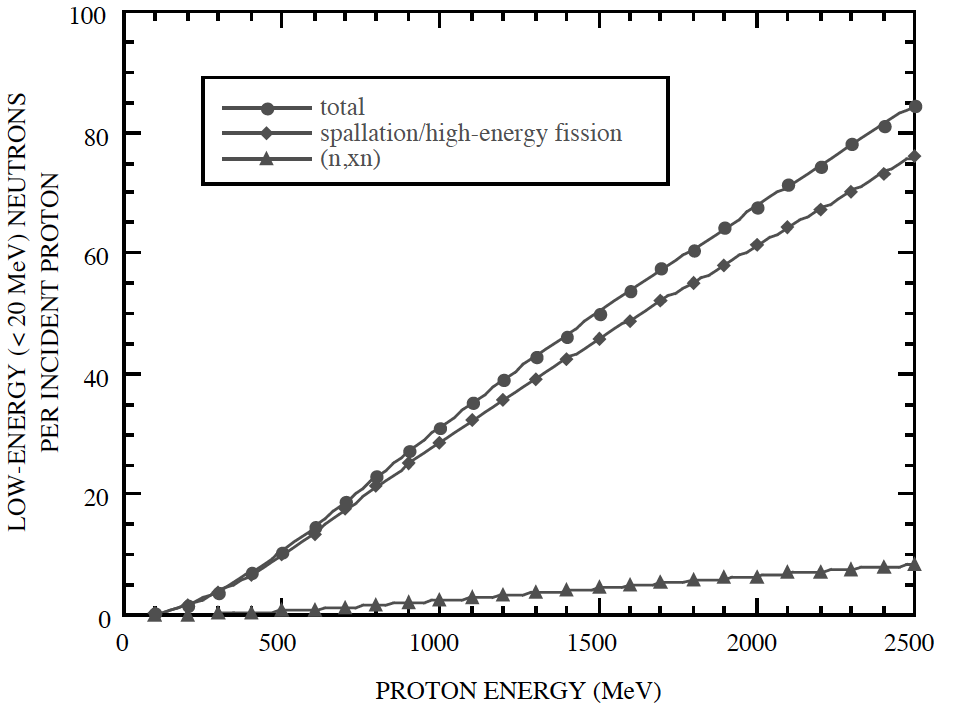 100
80
60
40
20
0
LOW-ENERGY (< 20 MeV) NEUTRONS
PER INCIDENT PROTON
total
spallation/high-energy fission
(n,xn)
0 500 1000 1500 2000 2500
PROTON ENERGY (MeV)